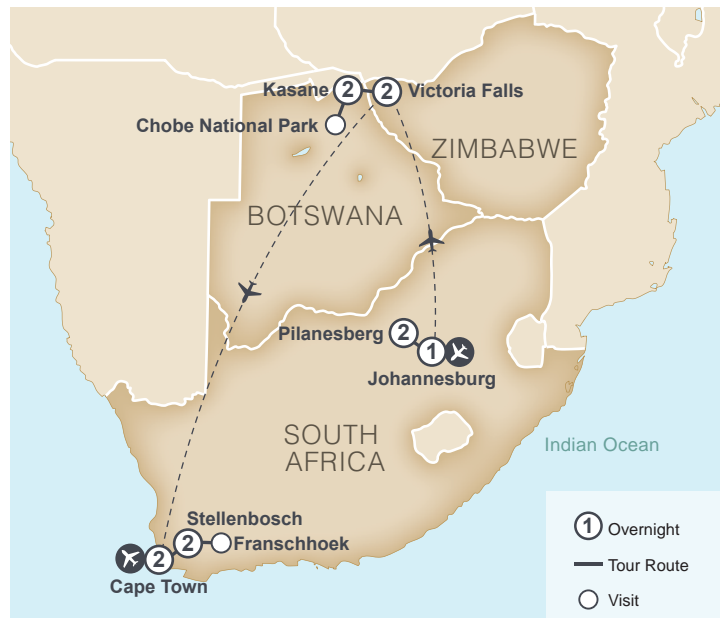 Kasane 2 2 Victoria Falls
Chobe National Park
ZIMBABWE
BOTSWANA
Pilanesberg 2
1
Johannesburg
SOUTH
AFRICA
Indian Ocean
Stellenbosch
2 Franschhoek
2
Cape Town
1 Overnight
Tour Route
Visit